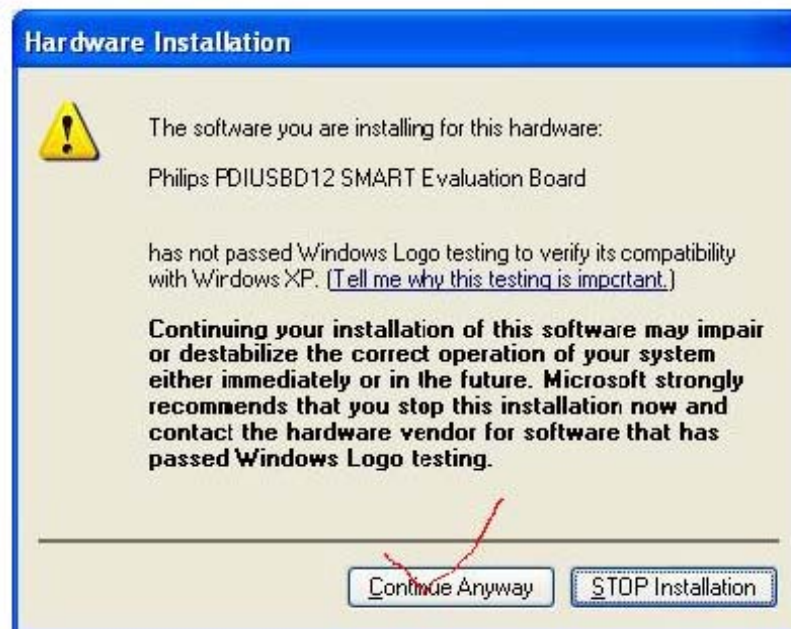 Hardware Installation
The software you are installing for this hardware:
Philips PDIUSBD12 SMART Evaluation Board
has not passed Windows Logo testing to verify its compatibility
with Windows XP. (Tell me why this testing is important.)
Continuing your installation of this software may impair
or destabilize the correct operation of your system
either immediately or in the future. Microsoft strongly
recommends that you stop this installation now and
contact the hardware vendor for software that has
passed Windows Logo testing.
Continue Anyway
STOP Installation